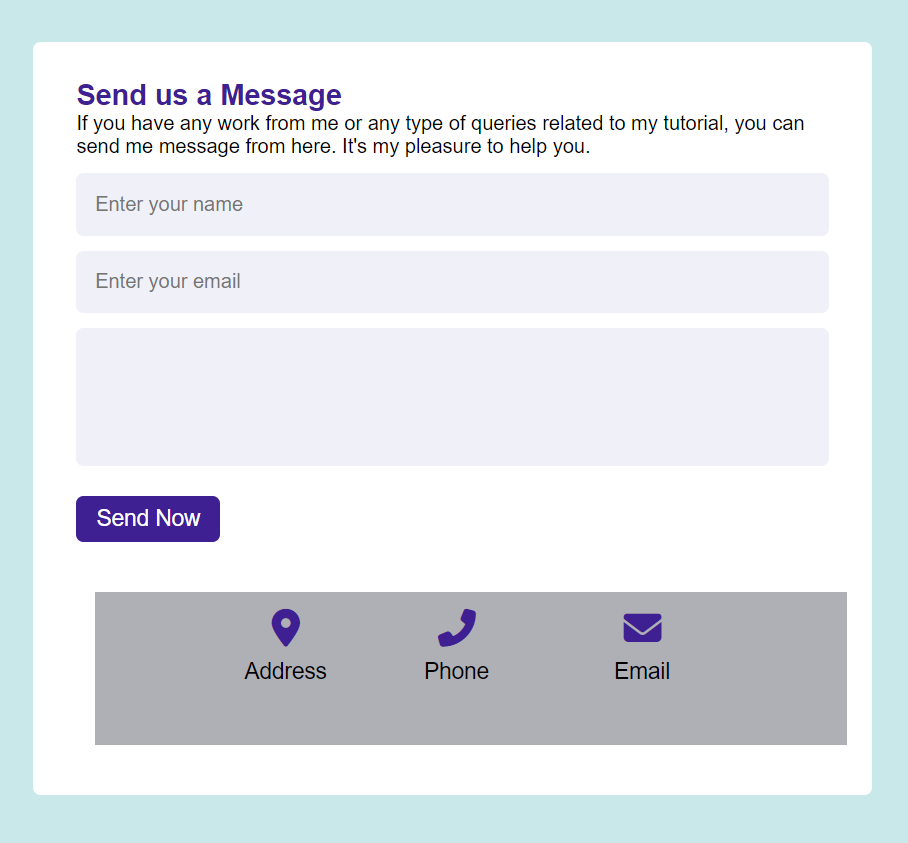 Send us a Message
If you have any work from me or any type of queries related to my tutorial, you can
send me message from here. It's my pleasure to help you.
Enter your name
Enter your email
Send Now
Address Phone Email